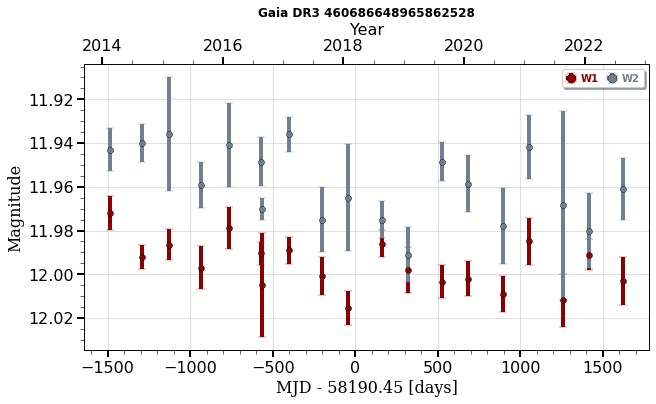 Gaia DR3 460686648965862528
Year
2014 2016 2018 2020 2022
W1 W2
11.92
11.94
11.96
11.98
12.00
12.02
Magnitude
−1500 −1000 −500 0 500 1000 1500
MJD - 58190.45 [days]